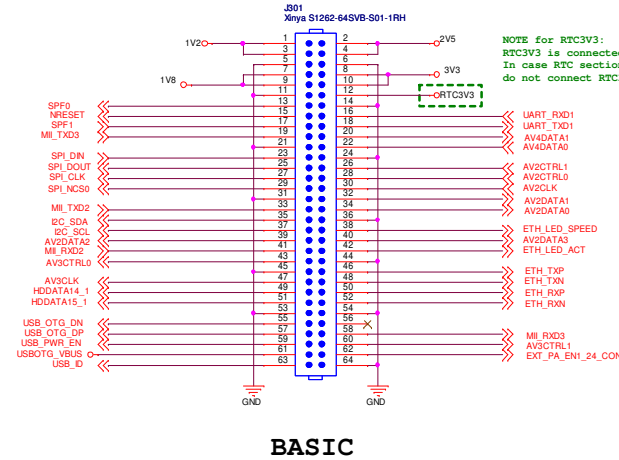 J301
Xinya S1262-64SVB-S01-1RH
NOTE for RTC3V3:
RTC3V3 is connected
In case RTC section
do not connect RTC
1V2 1 2 2V5
3 4
5 6
7 8 3V3
1V8 9 10
11 12 RTC3V3
SPF0 13 14
NRESET 15 16 UART_RXD1
SPF1 17 18 UART_TXD1
MII_TXD3 19 20 AV4DATA1
21 22 AV4DATA0
SPI_DIN 23 24
SPI_DOUT 25 26 AV2CTRL1
SPI_CLK 27 28 AV2CTRL0
SPI_NCS0 29 30 AV2CLK
31 32 AV2DATA1
MII_TXD2 33 34 AV2DATA0
I2C_SDA 35 36
I2C_SCL 37 38 ETH_LED_SPEED
AV2DATA2 39 40 AV2DATA3
MII_RXD2 41 42 ETH_LED_ACT
AV3CTRL0 43 44
45 46 ETH_TXP
AV3CLK 47 48 ETH_TXN
HDDATA14_1 49 50 ETH_RXP
HDDATA15_1 51 52 ETH_RXN
53 54
USB_OTG_DN 55 56
USB_OTG_DP 57 58 MII_RXD3
USB_PWR_EN 59 60 AV3CTRL1
USBOTG_VBUS 61 62 EXT_PA_EN1_24_CON
USB_ID 63 64
GND GND
BASIC